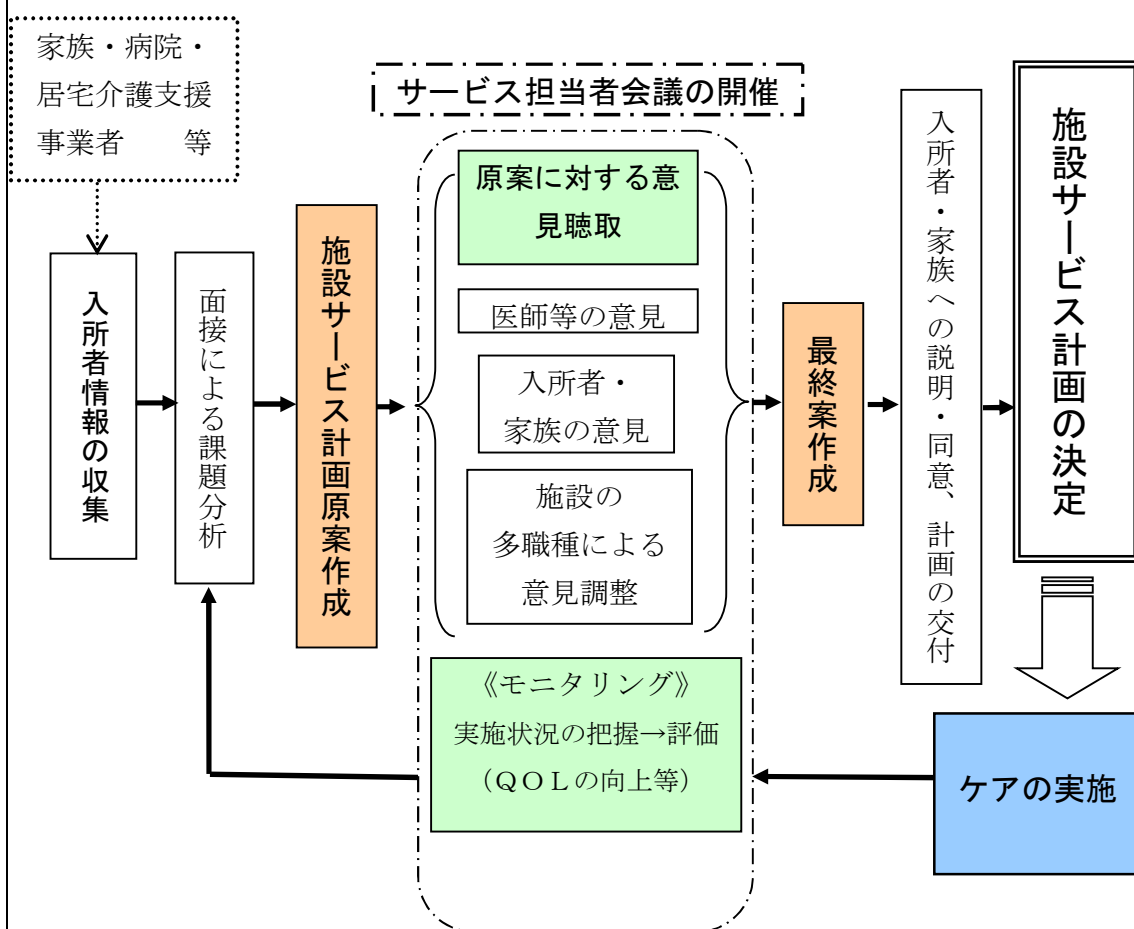 家族・病院・
居宅介護支援
事業者　　等
サービス担当者会議の開催
入所者情報の収集
面接による課題分析
施設サービス計画原案作成
原案に対する意
見聴取
医師等の意見
入所者・
家族の意見
施設の
多職種による
意見調整
最終案作成
入所者・家族への説明・同意、計画の交付
施設サービス計画の決定
《モニタリング》
実施状況の把握→評価
（ＱＯＬの向上等）
ケアの実施